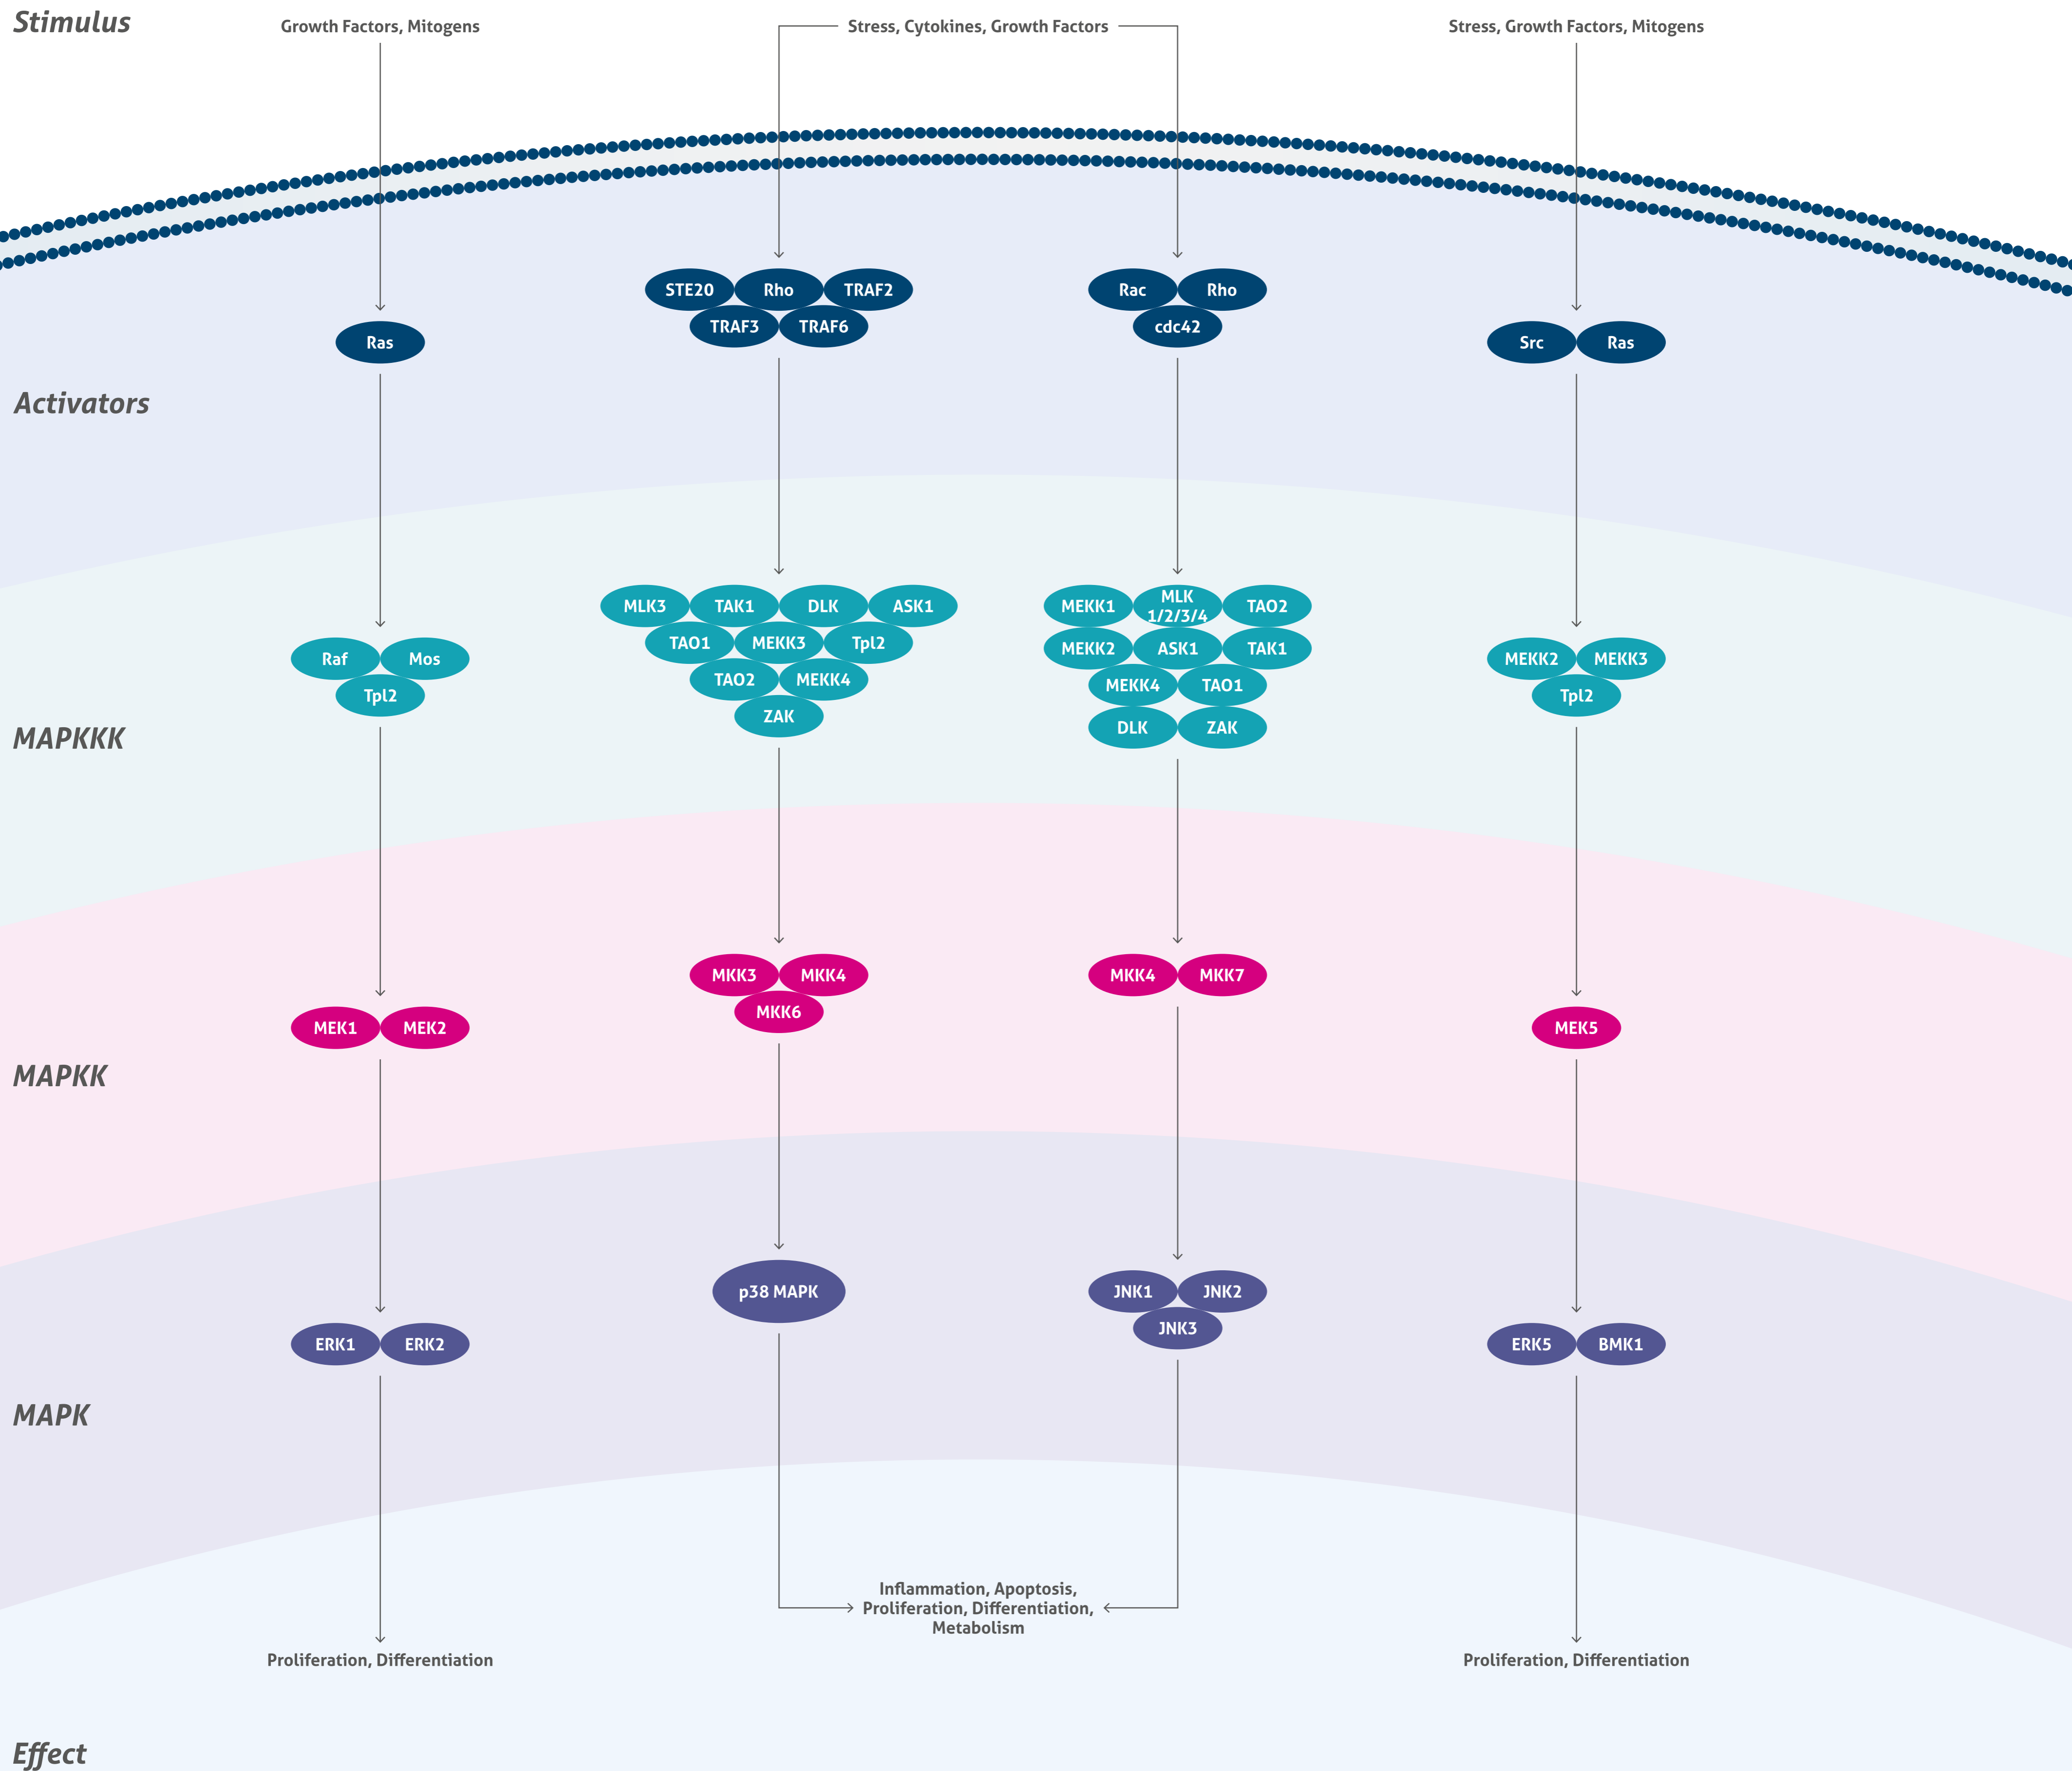 Stimulus
Growth Factors, Mitogens
Stress, Cytokines, Growth Factors
Stress, Growth Factors, Mitogens
STE20 Rho TRAF2
TRAF3 TRAF6
Rac Rho
cdc42
Ras
Src Ras
Activators
MLK3 TAK1 DLK ASK1
TAO1 MEKK3 Tpl2
TAO2 MEKK4
ZAK
MEKK1 MLK 1/2/3/4 TAO2
MEKK2 ASK1 TAK1
MEKK4 TAO1
DLK ZAK
Raf Mos
Tpl2
MEKK2 MEKK3
Tpl2
MAPKKK
MKK3 MKK4
MKK6
MKK4 MKK7
MEK1 MEK2
MEK5
MAPKK
p38 MAPK
JNK1 JNK2
JNK3
ERK1 ERK2
ERK5 BMK1
MAPK
Inflammation, Apoptosis,
Proliferation, Differentiation,
Metabolism
Proliferation, Differentiation
Proliferation, Differentiation
Effect